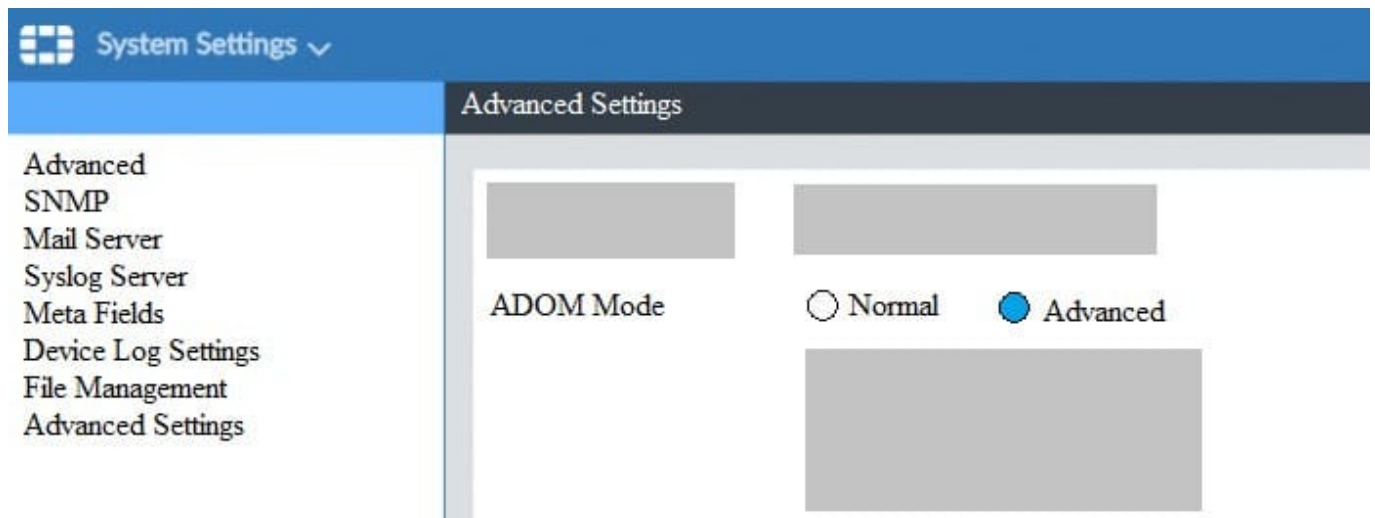 System Settings
Advanced Settings
Advanced
SNMP
Mail Server
Syslog Server
Meta Fields
Device Log Settings
File Management
Advanced Settings
ADOM Mode
Normal
Advanced